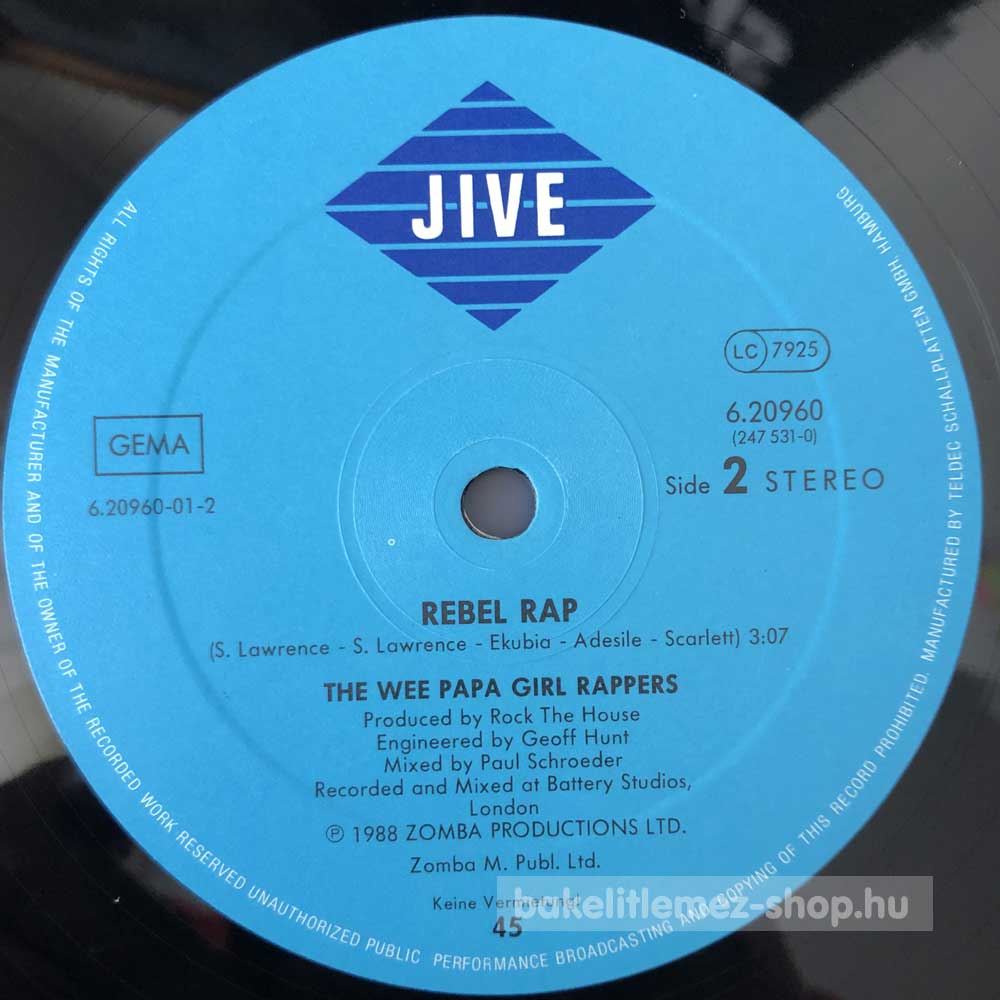 JIVE
LC 7925
6.20960
(247 531-0)
Side 2 STEREO
GEMA
6.20960-01-2
REBEL RAP
(S. Lawrence - S. Lawrence - Ekubia - Adesile - Scarlett) 3:07
THE WEE PAPA GIRL RAPPERS
Produced by Rock The House
Engineered by Geoff Hunt
Mixed by Paul Schroeder
Recorded and Mixed at Battery Studios,
London
℗ 1988 ZOMBA PRODUCTIONS LTD.
Zomba M. Publ. Ltd.
Keine Vermietung!
45
ALL RIGHTS OF THE MANUFACTURER AND OF THE OWNER OF THE RECORDED WORK RESERVED UNAUTHORIZED PUBLIC PERFORMANCE BROADCASTING AND COPYING OF THIS RECORD PROHIBITED. MANUFACTURED BY TELDEC SCHALLPLATTEN GMBH, HAMBURG
bakelitlemez-shop.hu